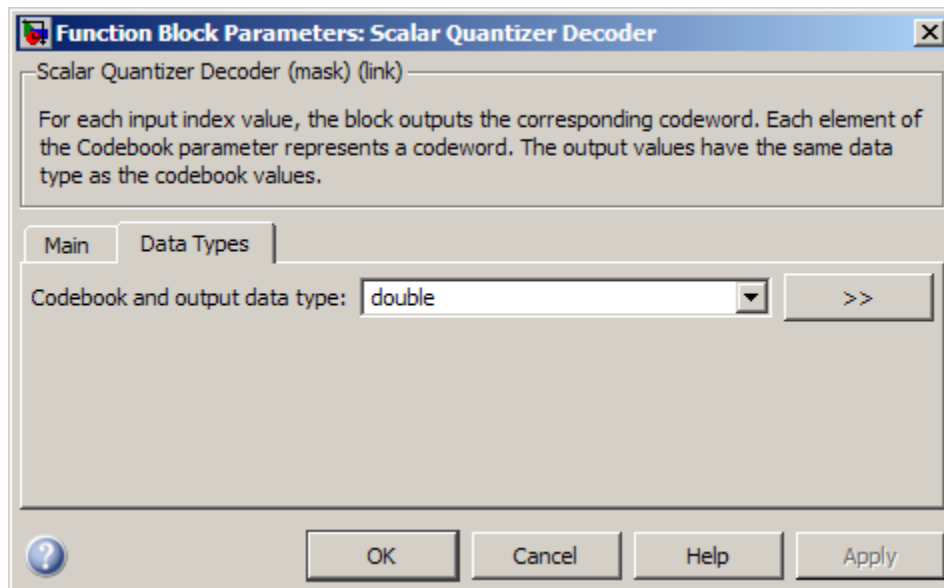 Function Block Parameters: Scalar Quantizer Decoder
Scalar Quantizer Decoder (mask) (link)
For each input index value, the block outputs the corresponding codeword. Each element of
the Codebook parameter represents a codeword. The output values have the same data
type as the codebook values.
Main Data Types
Codebook and output data type: double >>
OK Cancel Help Apply